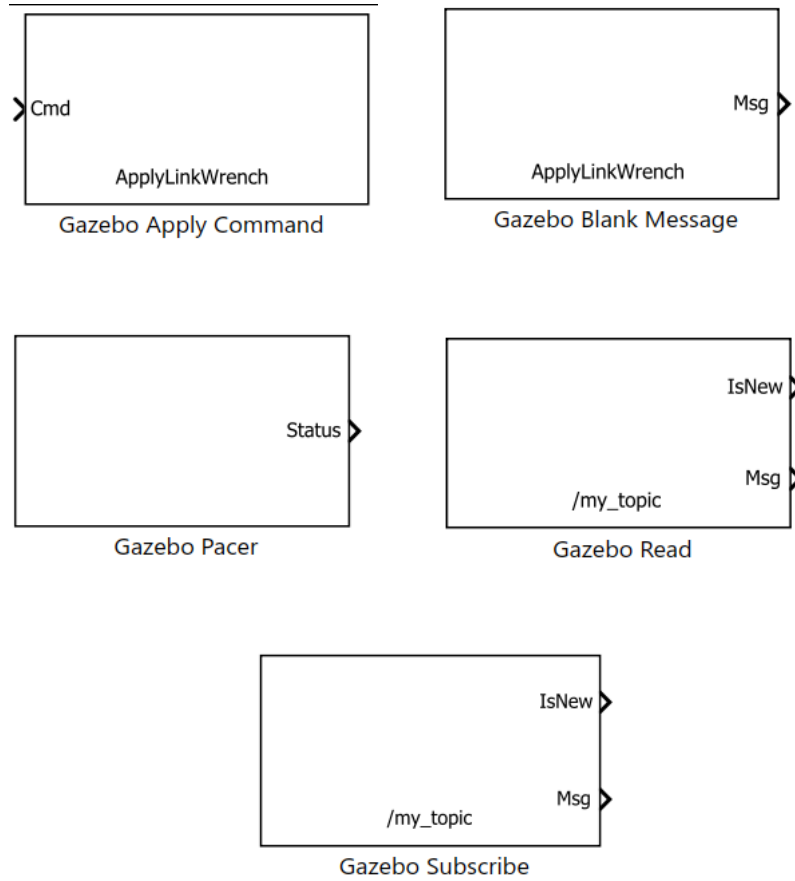 Cmd
ApplyLinkWrench
Gazebo Apply Command
Msg
ApplyLinkWrench
Gazebo Blank Message
Status
Gazebo Pacer
IsNew
Msg
/my_topic
Gazebo Read
IsNew
Msg
/my_topic
Gazebo Subscribe